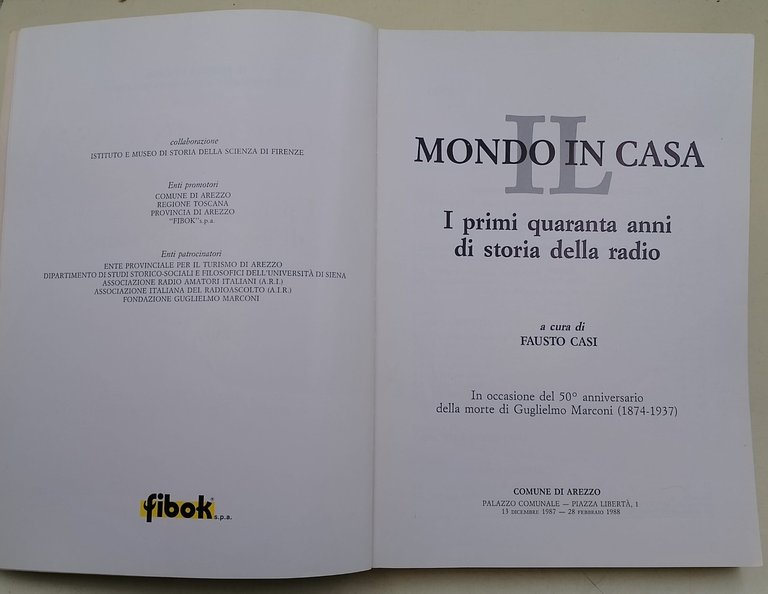 collaborazione
ISTITUTO E MUSEO DI STORIA DELLA SCIENZA DI FIRENZE
Enti promotori
COMUNE DI AREZZO
REGIONE TOSCANA
PROVINCIA DI AREZZO
"FIBOK" s.p.a.
Enti patrocinatori
ENTE PROVINCIALE PER IL TURISMO DI AREZZO
DIPARTIMENTO DI STUDI STORICO-SOCIALI E FILOSOFICI DELL'UNIVERSITÀ DI SIENA
ASSOCIAZIONE RADIO AMATORI ITALIANI (A.R.I.)
ASSOCIAZIONE ITALIANA DEL RADIOASCOLTO (A.I.R.)
FONDAZIONE GUGLIELMO MARCONI
fibok® s.p.a.
IL
MONDO IN CASA
I primi quaranta anni
di storia della radio
a cura di
FAUSTO CASI
In occasione del 50° anniversario
della morte di Guglielmo Marconi (1874-1937)
COMUNE DI AREZZO
PALAZZO COMUNALE — PIAZZA LIBERTÀ, 1
13 DICEMBRE 1987 — 28 FEBBRAIO 1988